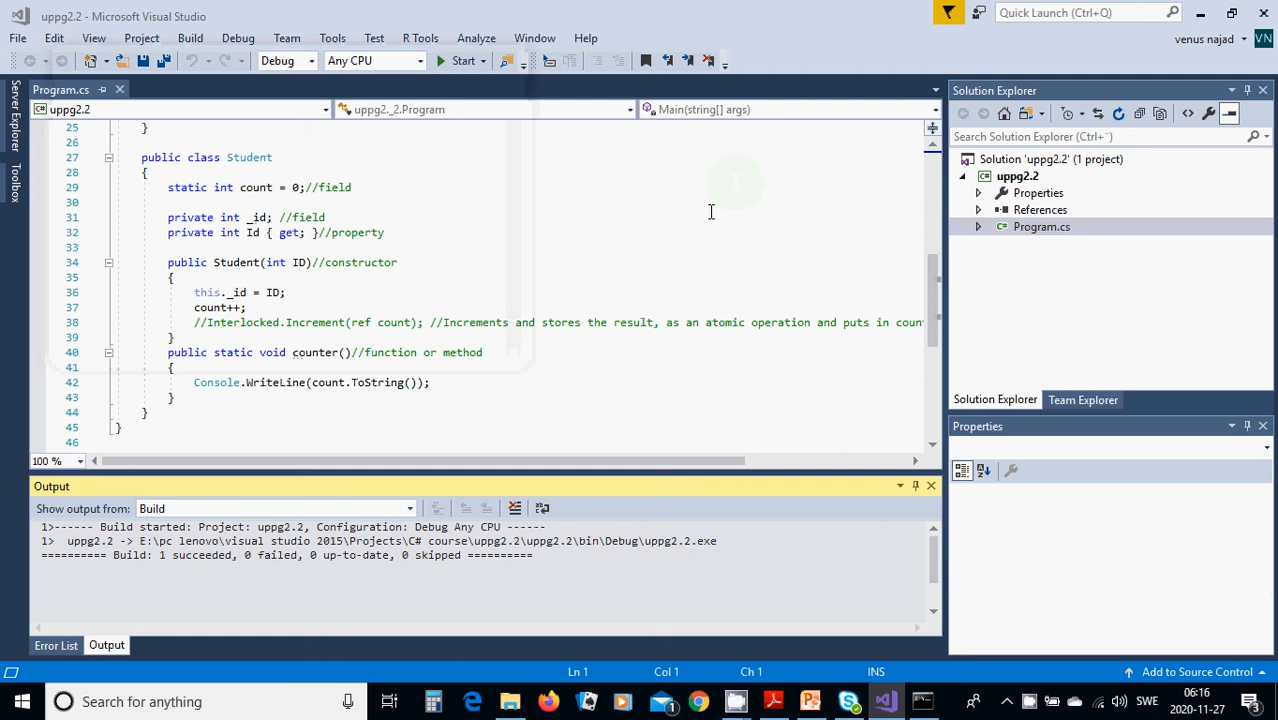 uppg2.2 - Microsoft Visual Studio
Quick Launch (Ctrl+Q)
File Edit View Project Build Debug Team Tools Test R Tools Analyze Window Help
venus najad VN
Debug Any CPU Start
Program.cs
uppg2.2 uppg2._2.Program Main(string[] args)
Server Explorer
Toolbox
25 }
26
27 public class Student
28 {
29 static int count = 0;//field
30
31 private int _id; //field
32 private int Id { get; }//property
33
34 public Student(int ID)//constructor
35 {
36 this._id = ID;
37 count++;
38 //Interlocked.Increment(ref count); //Increments and stores the result, as an atomic operation and puts in coun
39 }
40 public static void counter()//function or method
41 {
42 Console.WriteLine(count.ToString());
43 }
44 }
45 }
46
100 %
Solution Explorer
Search Solution Explorer (Ctrl+¨)
Solution 'uppg2.2' (1 project)
uppg2.2
Properties
References
C# Program.cs
Solution Explorer Team Explorer
Properties
Output
Show output from: Build
1>------ Build started: Project: uppg2.2, Configuration: Debug Any CPU ------
1> uppg2.2 -> E:\pc lenovo\visual studio 2015\Projects\C# course\uppg2.2\uppg2.2\bin\Debug\uppg2.2.exe
========== Build: 1 succeeded, 0 failed, 0 up-to-date, 0 skipped ==========
Error List Output
Ln 1 Col 1 Ch 1 INS Add to Source Control
Search for anything
SWE
06:16
2020-11-27